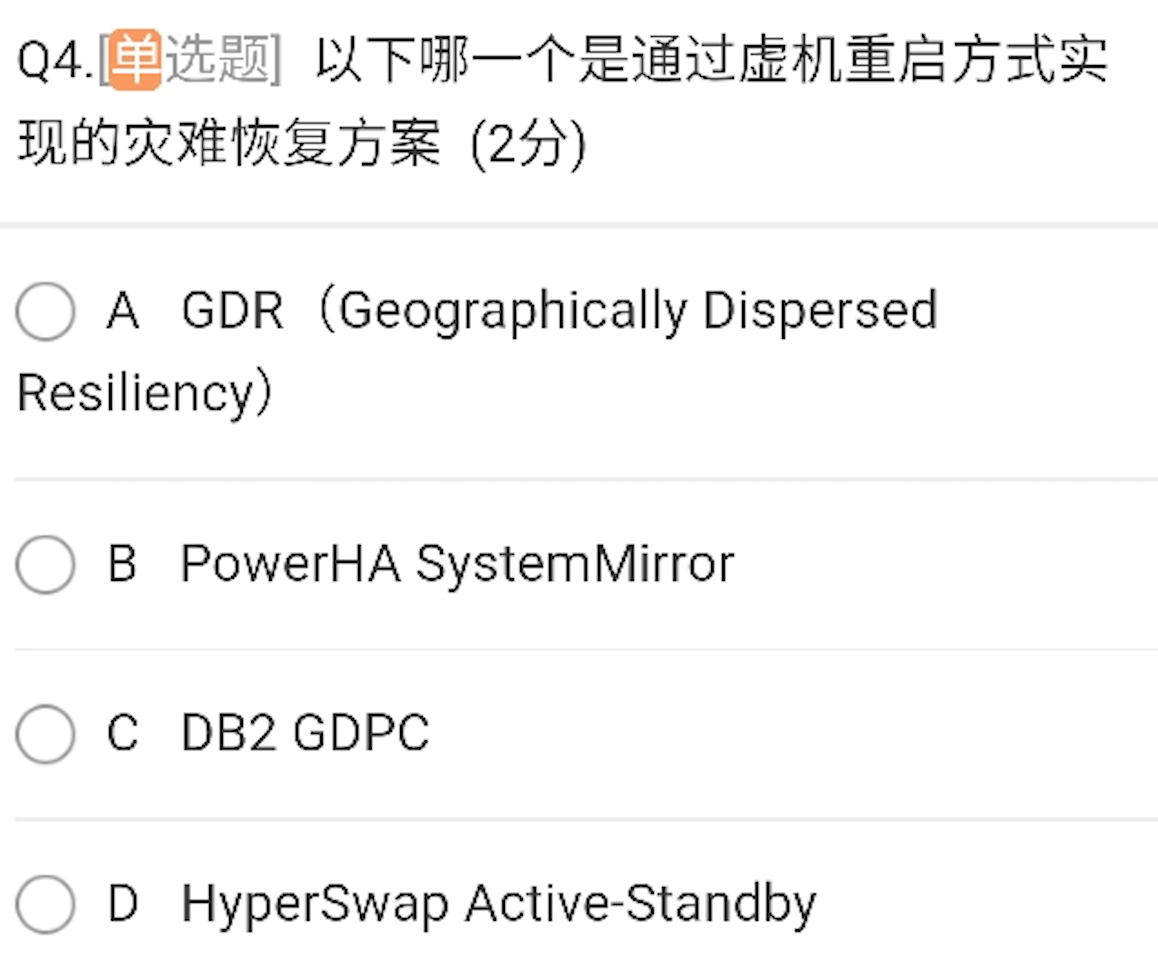 Q4.[单选题] 以下哪一个是通过虚机重启方式实
现的灾难恢复方案 (2分)
A GDR（Geographically Dispersed
Resiliency）
B PowerHA SystemMirror
C DB2 GDPC
D HyperSwap Active-Standby